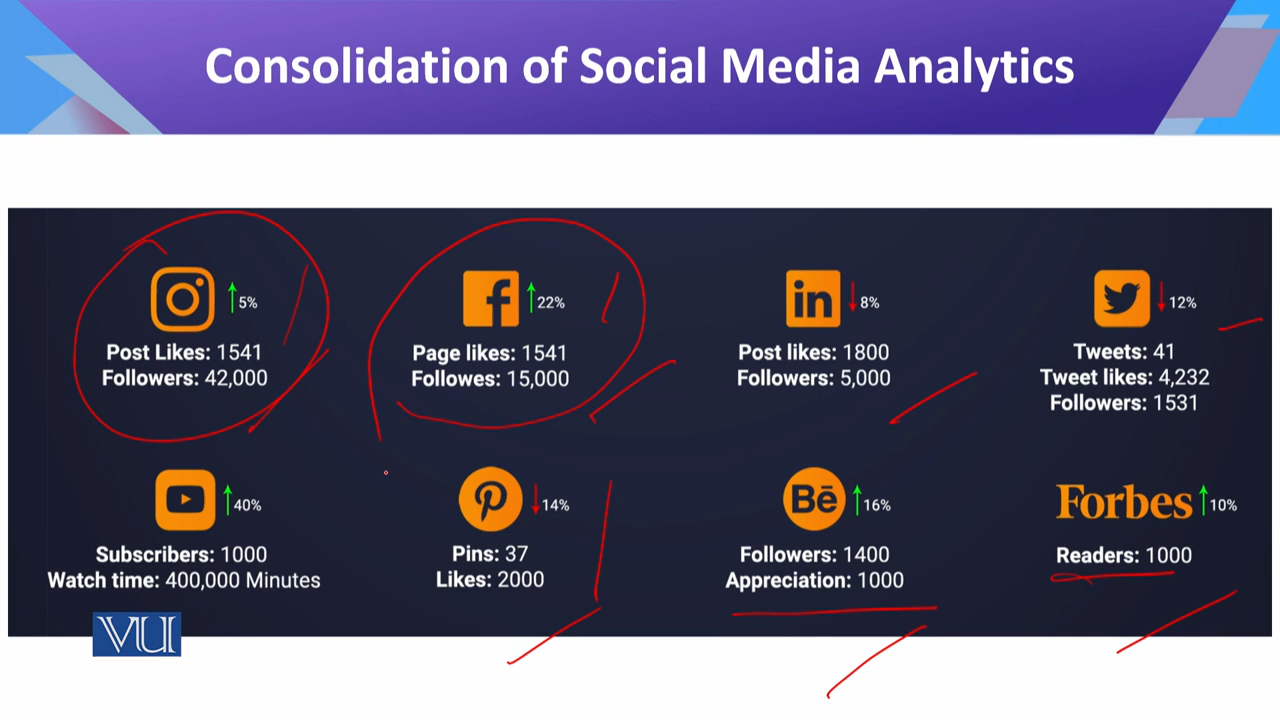 Consolidation of Social Media Analytics
5%
Post Likes: 1541
Followers: 42,000
f 22%
Page likes: 1541
Followes: 15,000
in 8%
Post likes: 1800
Followers: 5,000
12%
Tweets: 41
Tweet likes: 4,232
Followers: 1531
40%
Subscribers: 1000
Watch time: 400,000 Minutes
14%
Pins: 37
Likes: 2000
Bē 16%
Followers: 1400
Appreciation: 1000
Forbes 10%
Readers: 1000
VU